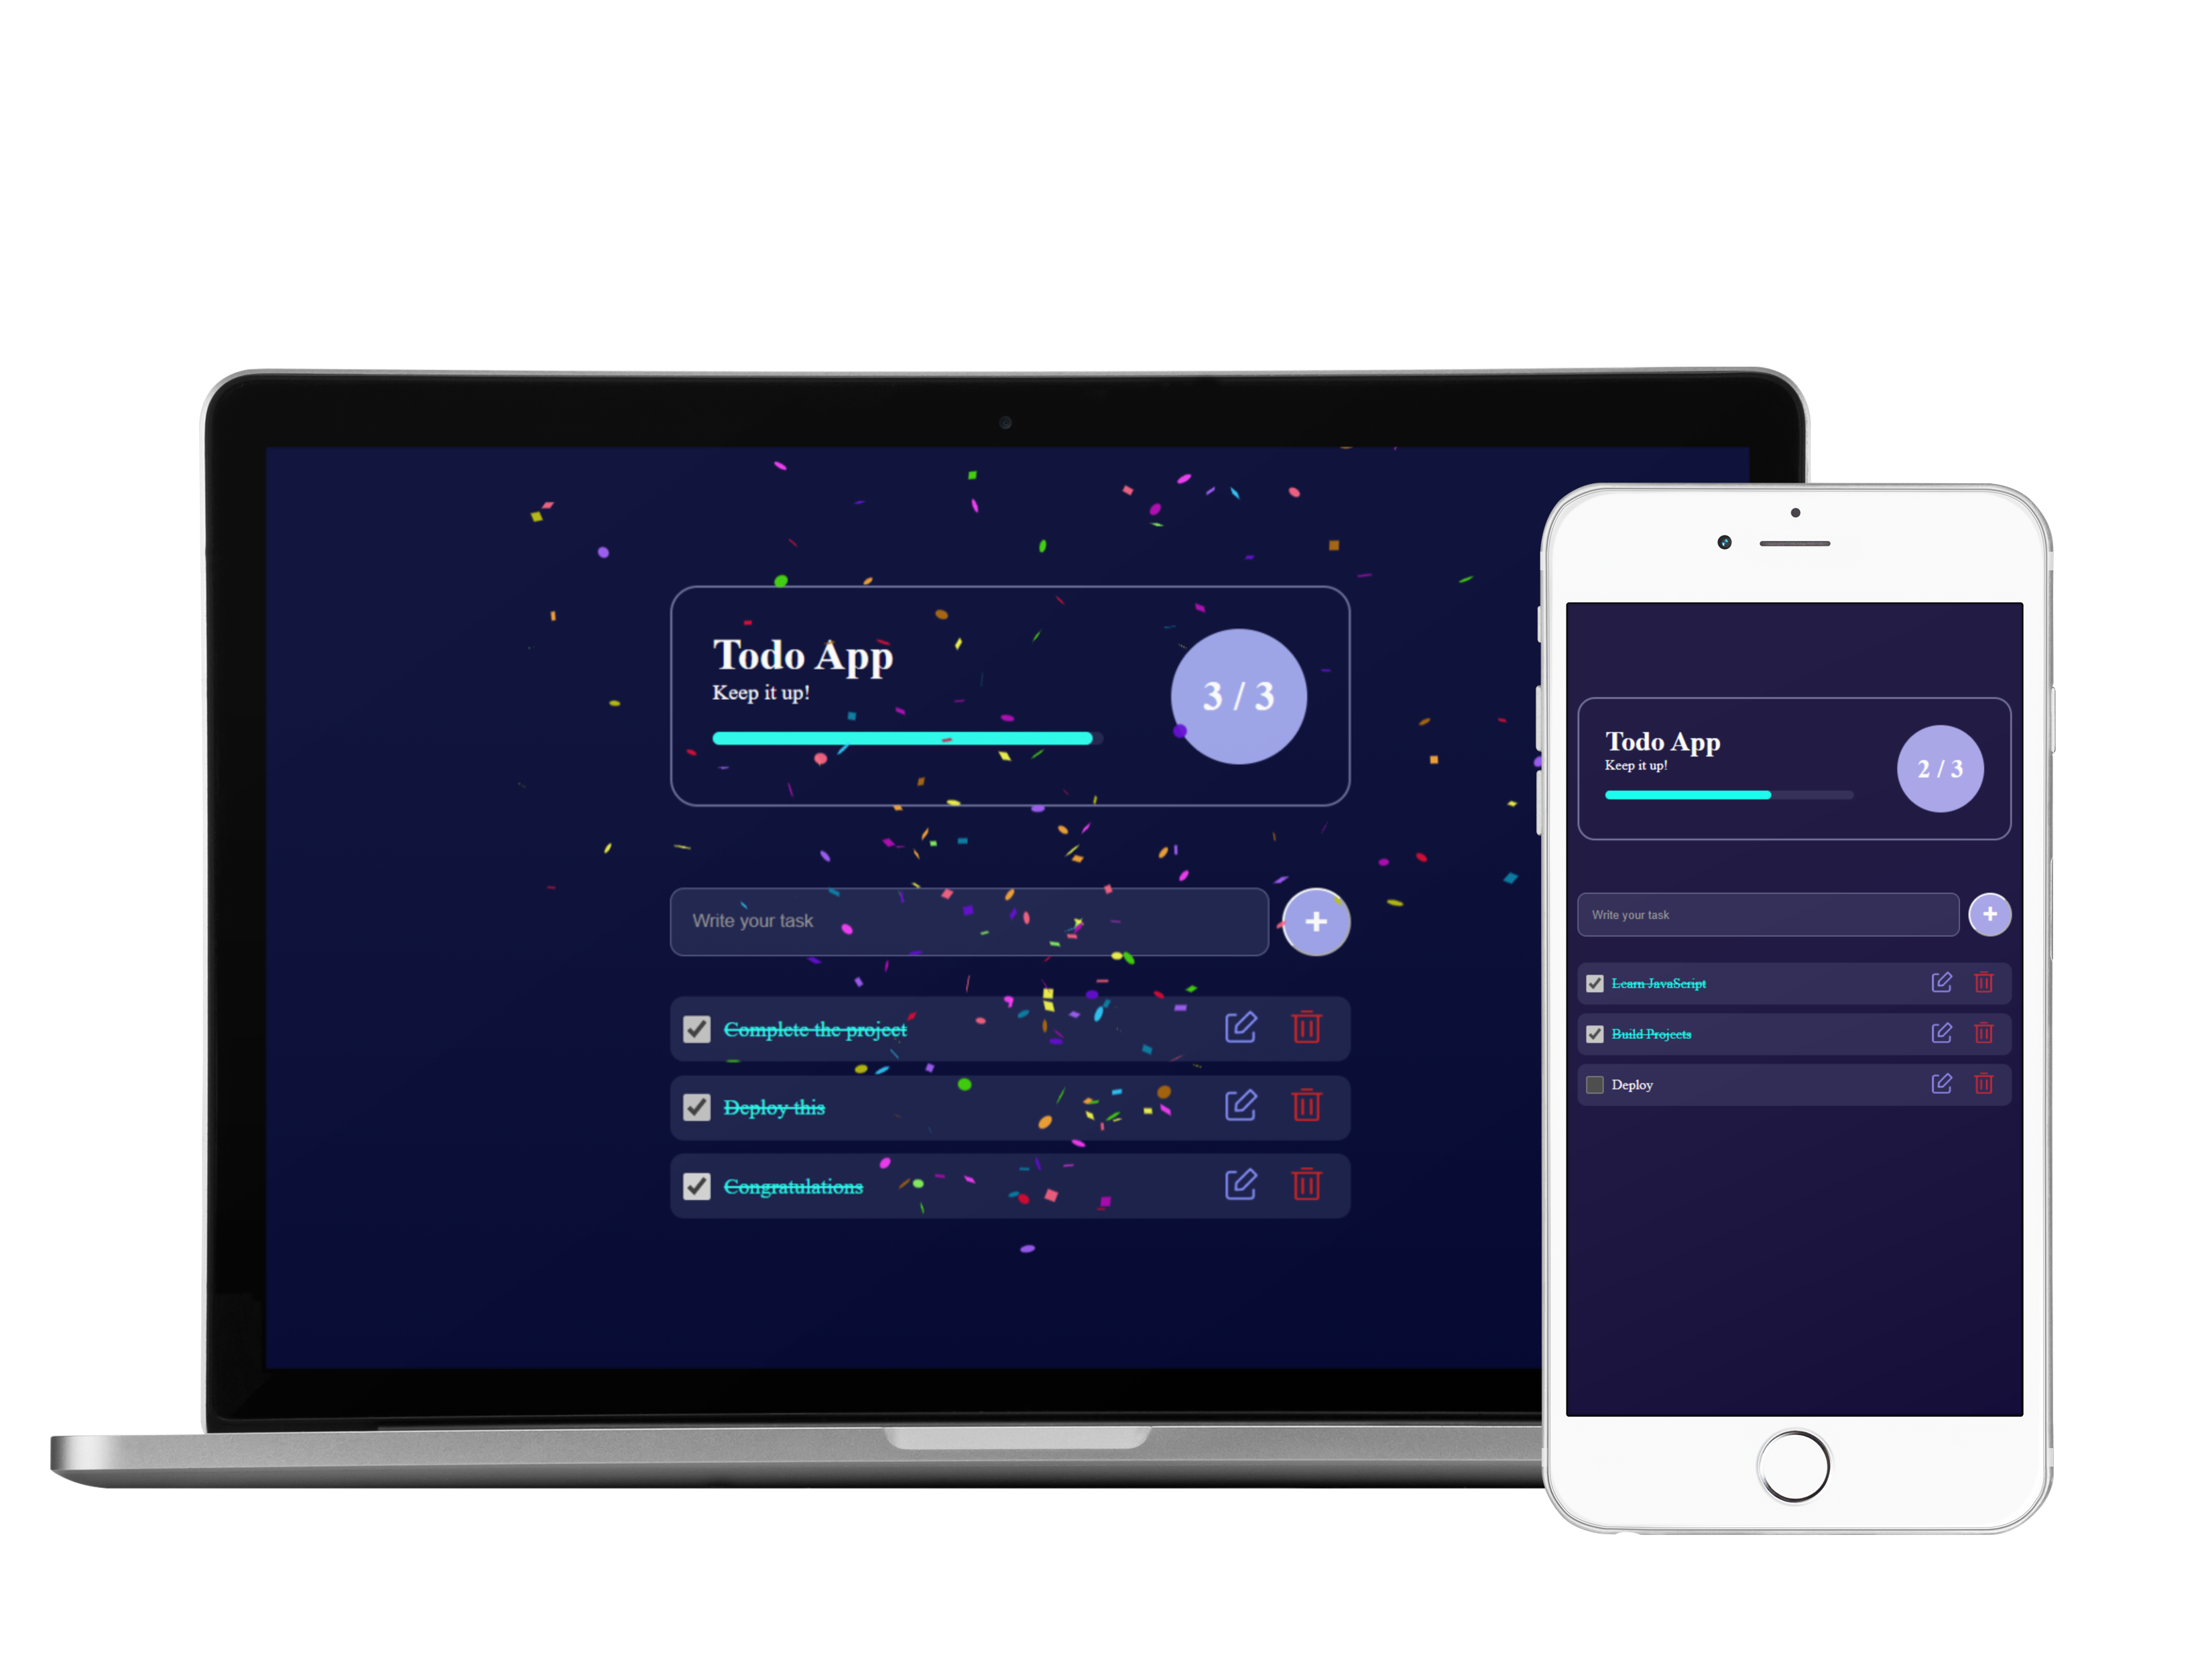 Todo App
Keep it up!
3 / 3
Write your task
+
Complete the project
Deploy this
Congratulations
Todo App
Keep it up!
2 / 3
Write your task
+
Learn JavaScript
Build Projects
Deploy